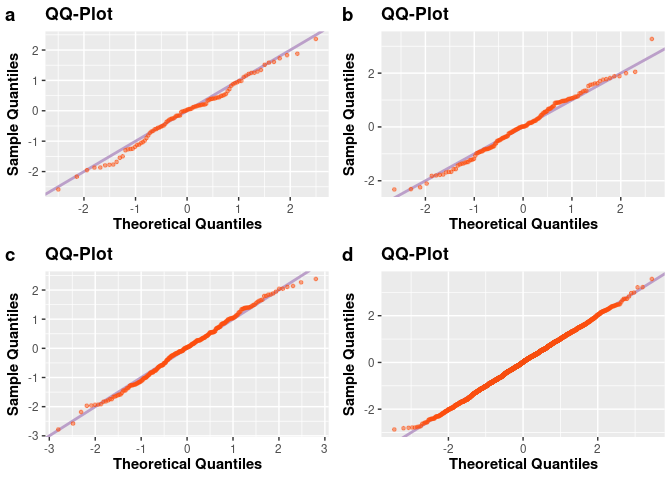 a QQ-Plot
2
1
0
-1
-2
Sample Quantiles
-2 -1 0 1 2
Theoretical Quantiles
b QQ-Plot
2
0
-2
Sample Quantiles
-2 -1 0 1 2
Theoretical Quantiles
c QQ-Plot
2
1
0
-1
-2
-3
Sample Quantiles
-3 -2 -1 0 1 2 3
Theoretical Quantiles
d QQ-Plot
2
0
-2
Sample Quantiles
-2 0 2
Theoretical Quantiles